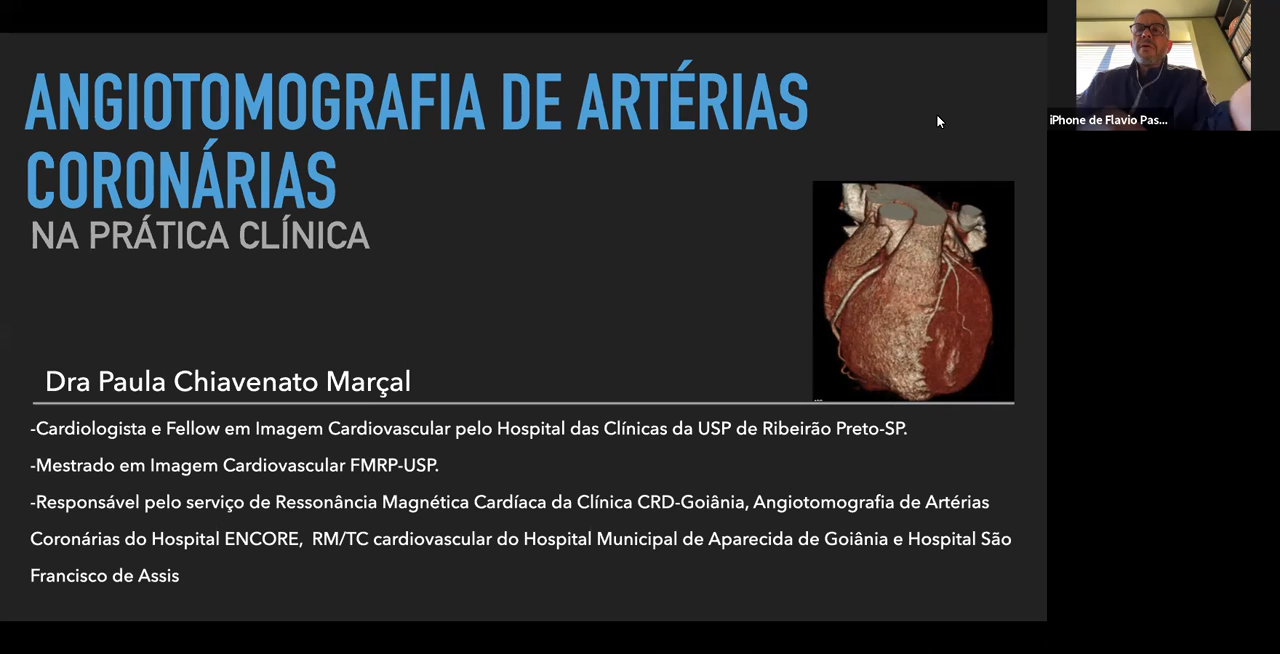 ANGIOTOMOGRAFIA DE ARTÉRIAS
CORONÁRIAS
NA PRÁTICA CLÍNICA
Dra Paula Chiavenato Marçal
-Cardiologista e Fellow em Imagem Cardiovascular pelo Hospital das Clínicas da USP de Ribeirão Preto-SP.
-Mestrado em Imagem Cardiovascular FMRP-USP.
-Responsável pelo serviço de Ressonância Magnética Cardíaca da Clínica CRD-Goiânia, Angiotomografia de Artérias
Coronárias do Hospital ENCORE, RM/TC cardiovascular do Hospital Municipal de Aparecida de Goiânia e Hospital São
Francisco de Assis
iPhone de Flavio Pas...